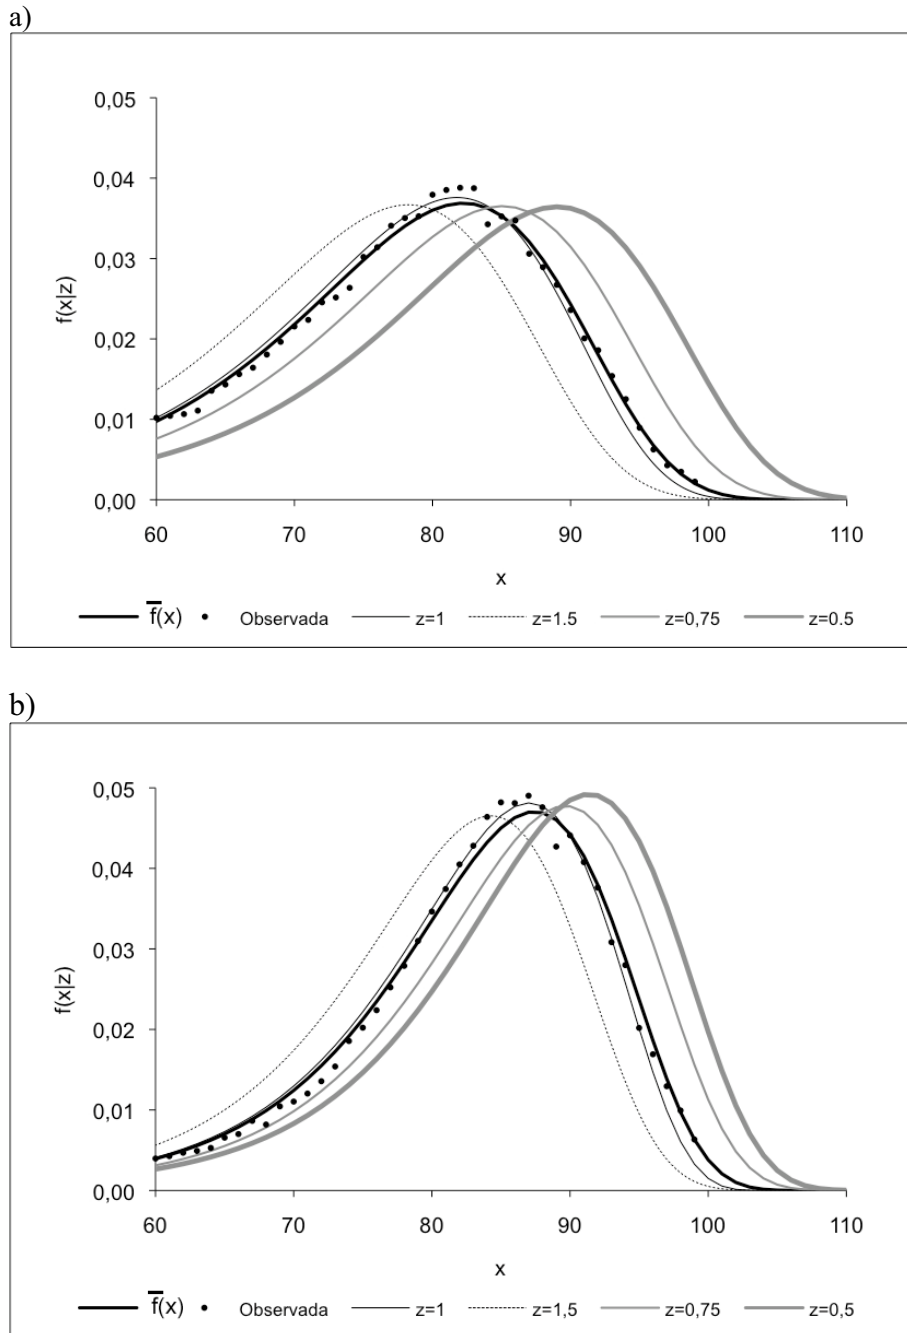 a)
0,05
0,04
0,03
0,02
0,01
0,00
f(x|z)
60 70 80 90 100 110
x
f(x) Observada z=1 z=1.5 z=0,75 z=0.5
b)
0,05
0,04
0,03
0,02
0,01
0,00
f(x|z)
60 70 80 90 100 110
x
f(x) Observada z=1 z=1,5 z=0,75 z=0,5